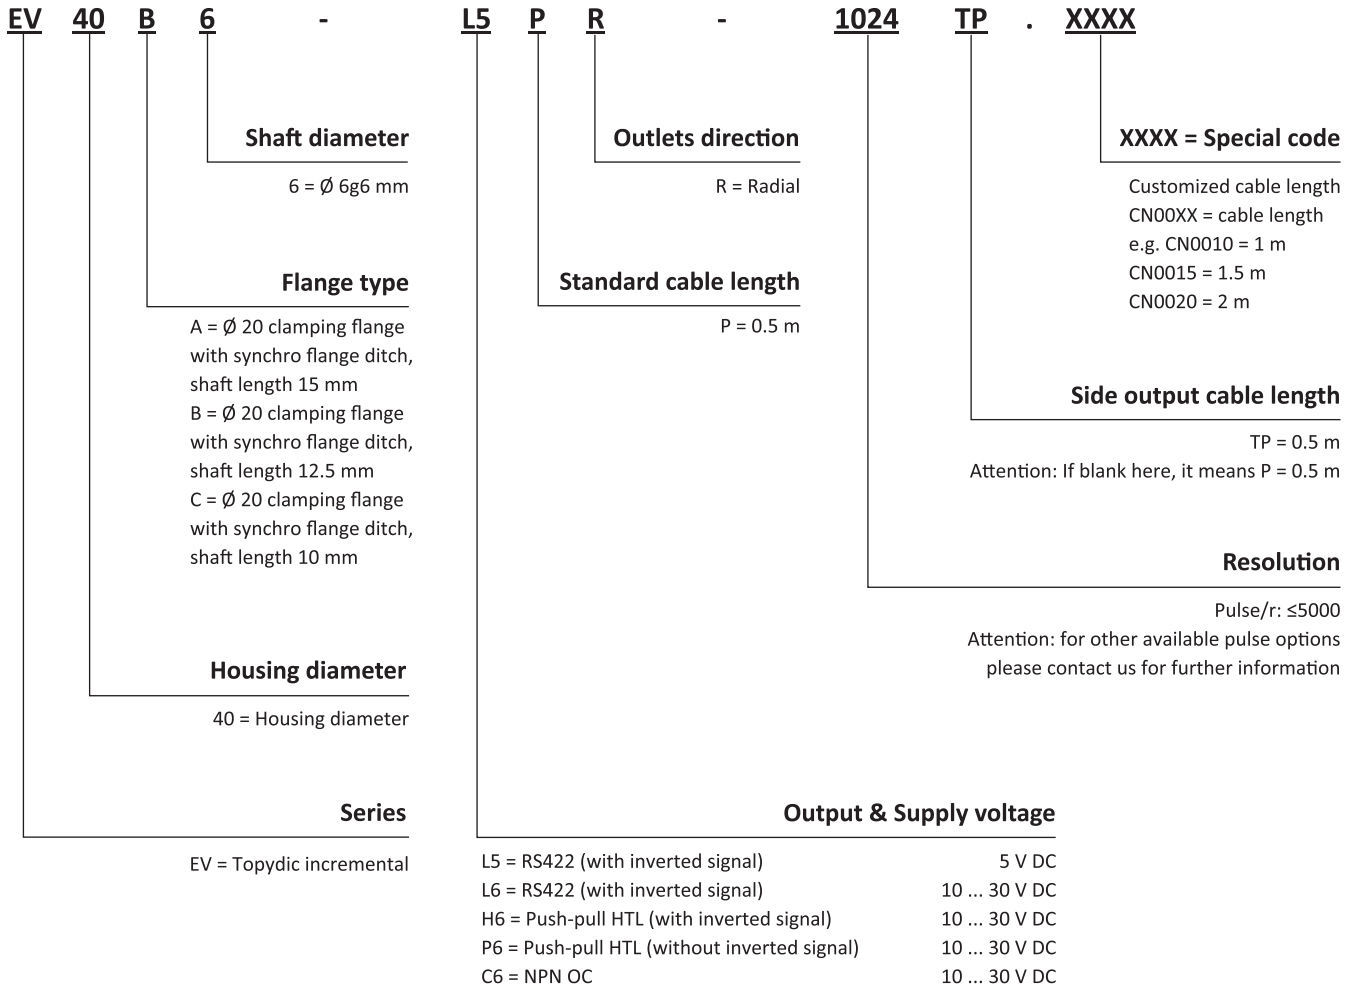 EV 40 B 6 - L5 P R - 1024 TP . XXXX
Shaft diameter
6 = Ø 6g6 mm
Flange type
A = Ø 20 clamping flange
with synchro flange ditch,
shaft length 15 mm
B = Ø 20 clamping flange
with synchro flange ditch,
shaft length 12.5 mm
C = Ø 20 clamping flange
with synchro flange ditch,
shaft length 10 mm
Housing diameter
40 = Housing diameter
Series
EV = Topydic incremental
Outlets direction
R = Radial
Standard cable length
P = 0.5 m
Output & Supply voltage
L5 = RS422 (with inverted signal) 5 V DC
L6 = RS422 (with inverted signal) 10 ... 30 V DC
H6 = Push-pull HTL (with inverted signal) 10 ... 30 V DC
P6 = Push-pull HTL (without inverted signal) 10 ... 30 V DC
C6 = NPN OC 10 ... 30 V DC
XXXX = Special code
Customized cable length
CN00XX = cable length
e.g. CN0010 = 1 m
CN0015 = 1.5 m
CN0020 = 2 m
Side output cable length
TP = 0.5 m
Attention: If blank here, it means P = 0.5 m
Resolution
Pulse/r: ≤5000
Attention: for other available pulse options
please contact us for further information